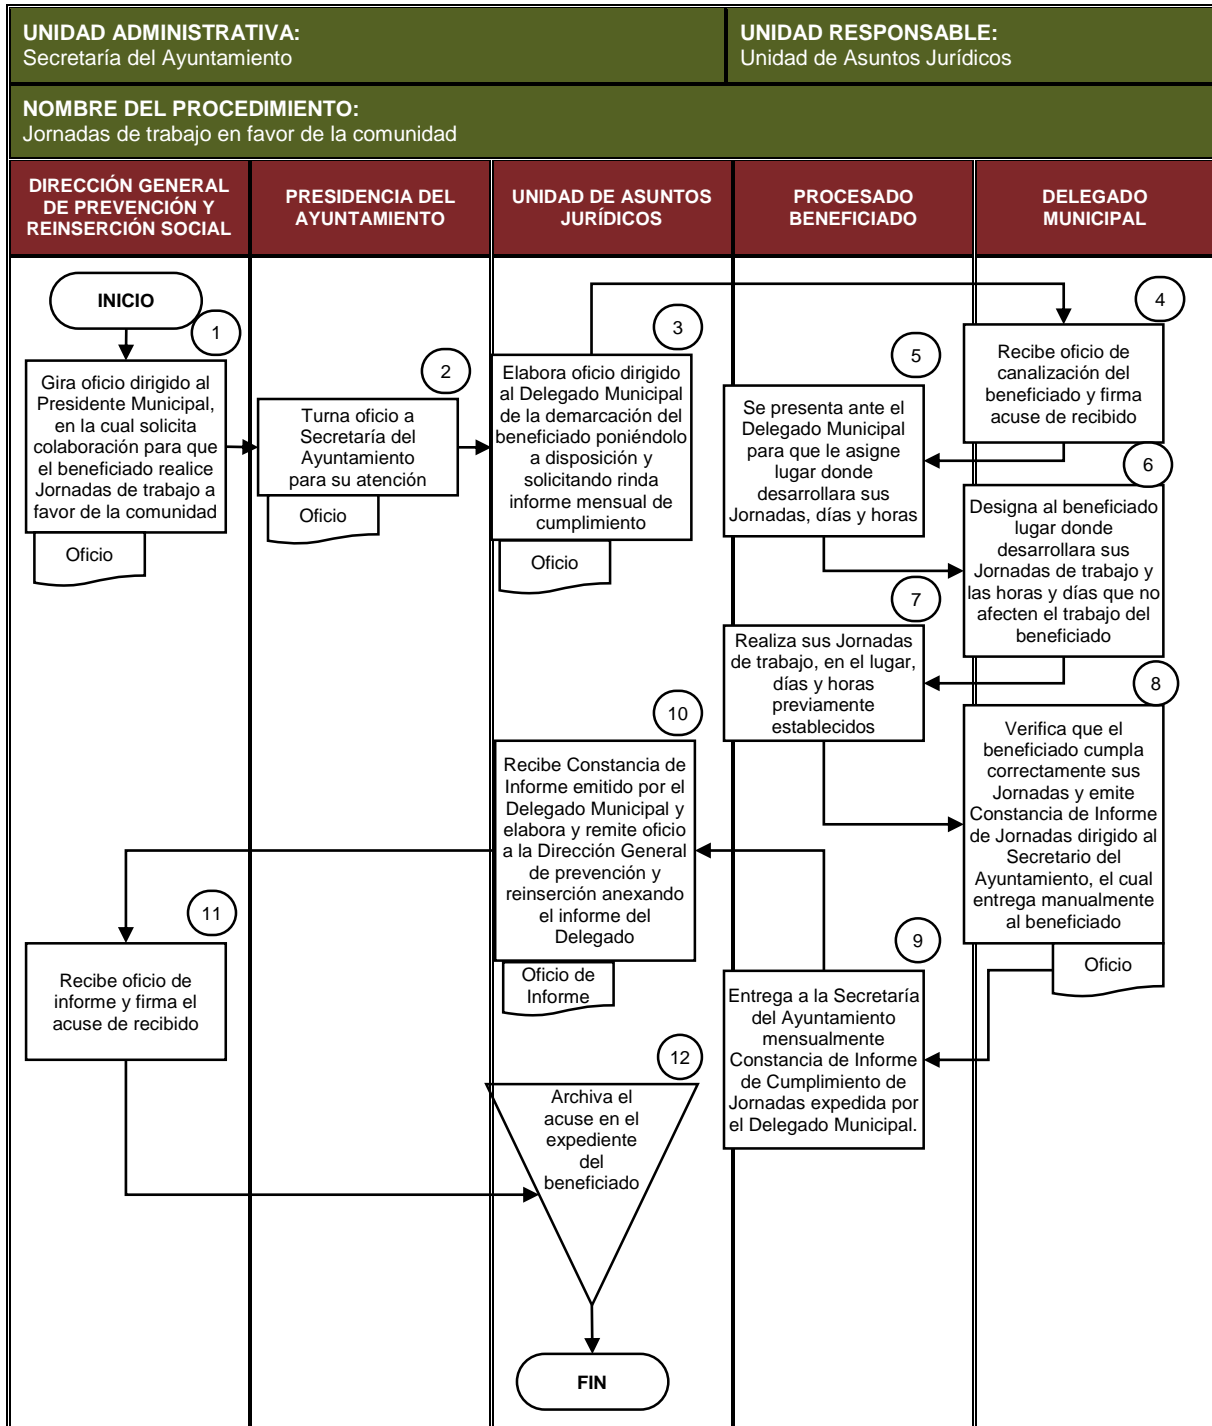 UNIDAD ADMINISTRATIVA:
Secretaría del Ayuntamiento
UNIDAD RESPONSABLE:
Unidad de Asuntos Jurídicos
NOMBRE DEL PROCEDIMIENTO:
Jornadas de trabajo en favor de la comunidad
DIRECCIÓN GENERAL
DE PREVENCIÓN Y
REINSERCIÓN SOCIAL
PRESIDENCIA DEL
AYUNTAMIENTO
UNIDAD DE ASUNTOS
JURÍDICOS
PROCESADO
BENEFICIADO
DELEGADO
MUNICIPAL
INICIO
1
Gira oficio dirigido al
Presidente Municipal,
en la cual solicita
colaboración para que
el beneficiado realice
Jornadas de trabajo a
favor de la comunidad
Oficio
2
Turna oficio a
Secretaría del
Ayuntamiento
para su atención
Oficio
3
Elabora oficio dirigido
al Delegado Municipal
de la demarcación del
beneficiado poniéndolo
a disposición y
solicitando rinda
informe mensual de
cumplimiento
Oficio
4
Recibe oficio de
canalización del
beneficiado y firma
acuse de recibido
5
Se presenta ante el
Delegado Municipal
para que le asigne
lugar donde
desarrollara sus
Jornadas, días y horas
6
Designa al beneficiado
lugar donde
desarrollara sus
Jornadas de trabajo y
las horas y días que no
afecten el trabajo del
beneficiado
7
Realiza sus Jornadas
de trabajo, en el lugar,
días y horas
previamente
establecidos
8
Verifica que el
beneficiado cumpla
correctamente sus
Jornadas y emite
Constancia de Informe
de Jornadas dirigido al
Secretario del
Ayuntamiento, el cual
entrega manualmente
al beneficiado
Oficio
9
Entrega a la Secretaría
del Ayuntamiento
mensualmente
Constancia de Informe
de Cumplimiento de
Jornadas expedida por
el Delegado Municipal.
10
Recibe Constancia de
Informe emitido por el
Delegado Municipal y
elabora y remite oficio
a la Dirección General
de prevención y
reinserción anexando
el informe del
Delegado
Oficio de
Informe
11
Recibe oficio de
informe y firma el
acuse de recibido
12
Archiva el
acuse en el
expediente
del
beneficiado
FIN